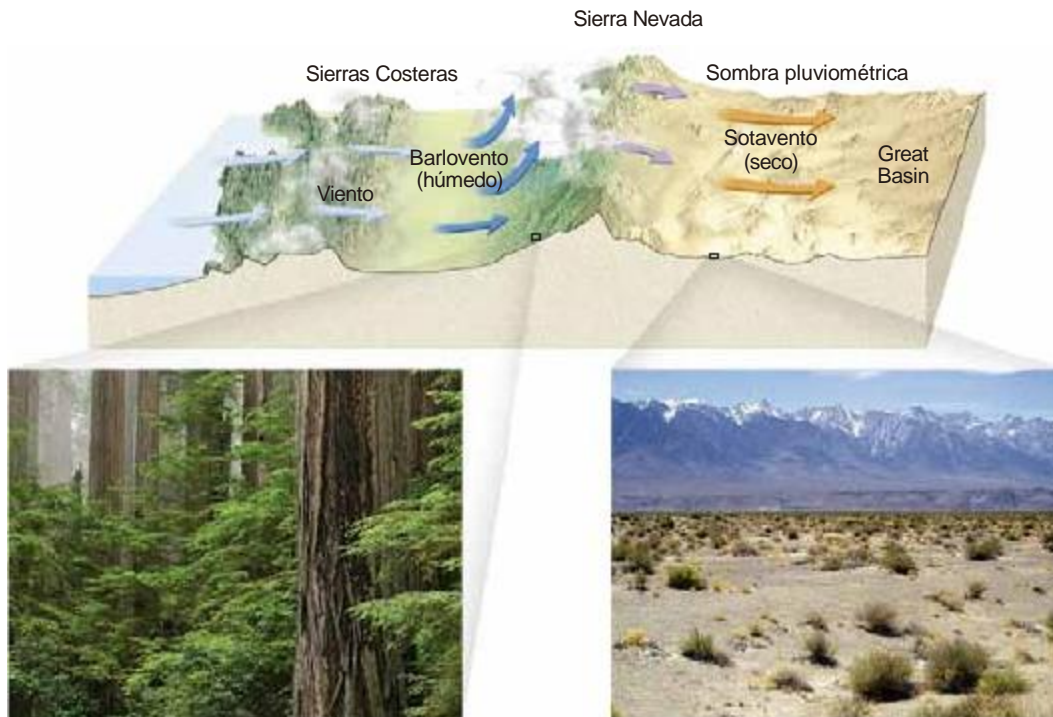 Sierra Nevada
Sierras Costeras
Sombra pluviométrica
Barlovento
(húmedo)
Viento
Sotavento
(seco)
Great
Basin